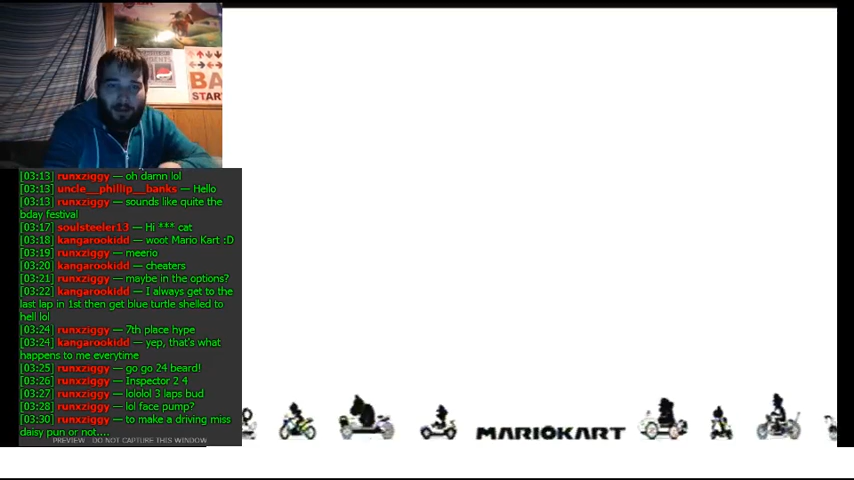 BA
STAR
[03:13] runxziggy — oh damn lol
[03:13] uncle__phillip__banks — Hello
[03:13] runxziggy — sounds like quite the
bday festival
[03:17] soulsteeler13 — Hi *** cat
[03:18] kangarookidd — woot Mario Kart :D
[03:19] runxziggy — meerio
[03:20] kangarookidd — cheaters
[03:21] runxziggy — maybe in the options?
[03:22] kangarookidd — I always get to the
last lap in 1st then get blue turtle shelled to
hell lol
[03:24] runxziggy — 7th place hype
[03:24] kangarookidd — yep, that's what
happens to me everytime
[03:25] runxziggy — go go 24 beard!
[03:26] runxziggy — Inspector 2 4
[03:27] runxziggy — lololol 3 laps bud
[03:28] runxziggy — lol face pump?
[03:30] runxziggy — to make a driving miss
daisy pun or not....
PREVIEW - DO NOT CAPTURE THIS WINDOW
MARIOKART